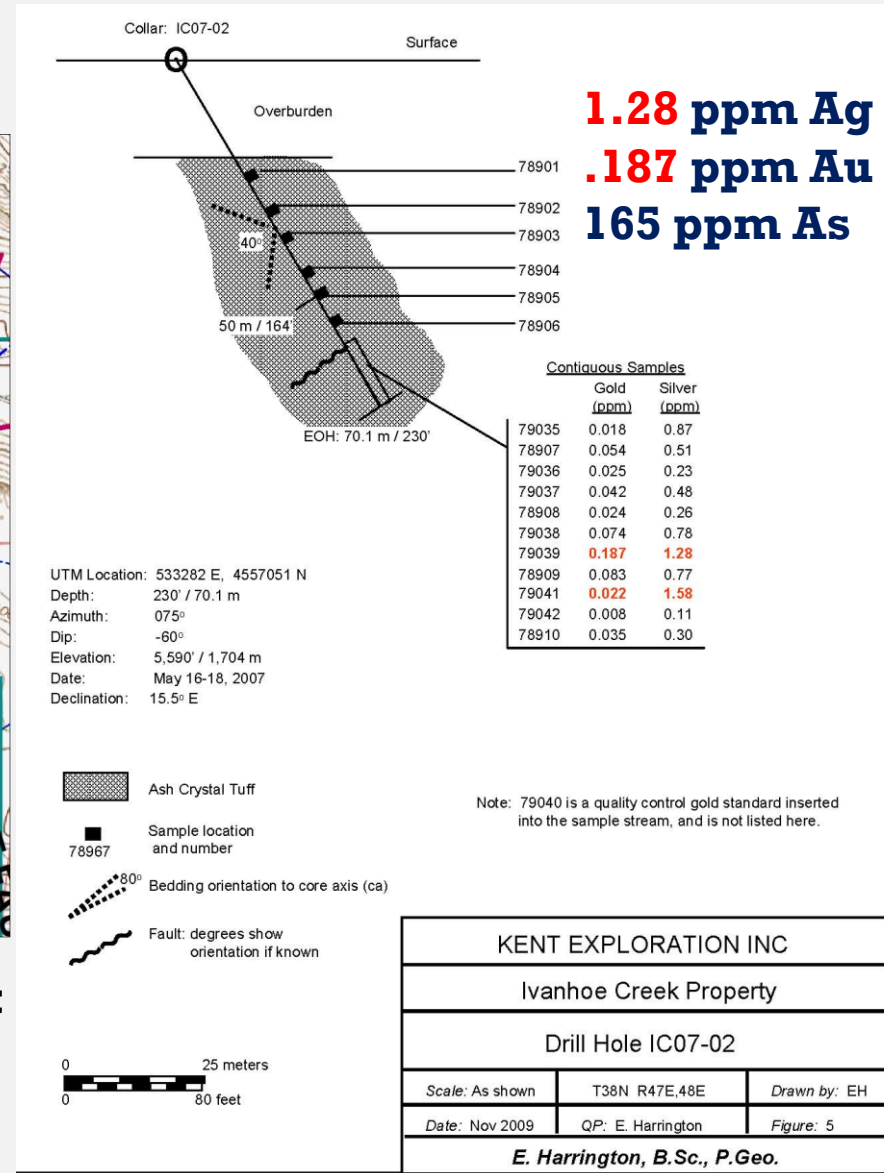 Collar: IC07-02
Surface
Overburden
1.28 ppm Ag
.187 ppm Au
165 ppm As
78901
78902
78903
78904
78905
78906
40°
50 m / 164'
EOH: 70.1 m / 230'
Contiguous Samples
Gold Silver
(ppm) (ppm)
79035 0.018 0.87
78907 0.054 0.51
79036 0.025 0.23
79037 0.042 0.48
78908 0.024 0.26
79038 0.074 0.78
79039 0.187 1.28
78909 0.083 0.77
79041 0.022 1.58
79042 0.008 0.11
78910 0.035 0.30
UTM Location: 533282 E, 4557051 N
Depth: 230' / 70.1 m
Azimuth: 075°
Dip: -60°
Elevation: 5,590' / 1,704 m
Date: May 16-18, 2007
Declination: 15.5° E
Ash Crystal Tuff
Sample location
and number
78967
80°
Bedding orientation to core axis (ca)
Fault: degrees show
orientation if known
Note: 79040 is a quality control gold standard inserted
into the sample stream, and is not listed here.
0 25 meters
0 80 feet
KENT EXPLORATION INC
Ivanhoe Creek Property
Drill Hole IC07-02
Scale: As shown T38N R47E,48E Drawn by: EH
Date: Nov 2009 QP: E. Harrington Figure: 5
E. Harrington, B.Sc., P.Geo.